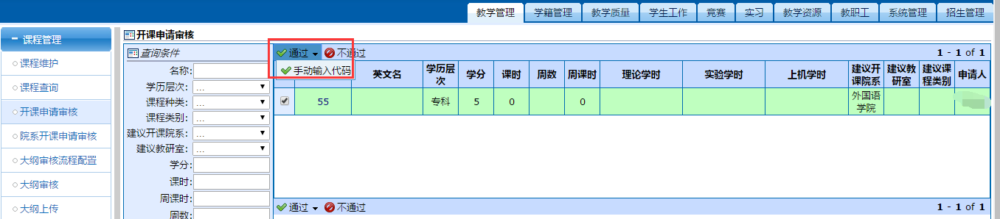 教学管理 学籍管理 教学质量 学生工作 竞赛 实习 教学资源 教职工 系统管理 招生管理
课程管理
课程维护
课程查询
开课申请审核
院系开课申请审核
大纲审核流程配置
大纲审核
大纲上传
开课申请审核
查询条件
名称:
学历层次: ...
课程种类: ...
课程类别: ...
建议开课院系: ...
建议教研室: ...
学分:
课时:
周课时:
周数:
通过 不通过 1 - 1 of 1
手动输入代码
英文名 学历层次 学分 课时 周数 周课时 理论学时 实验学时 上机学时 建议开课院系 建议教研室 建议课程类别 申请人
55 专科 5 0 0 外国语学院
通过 不通过 1 - 1 of 1